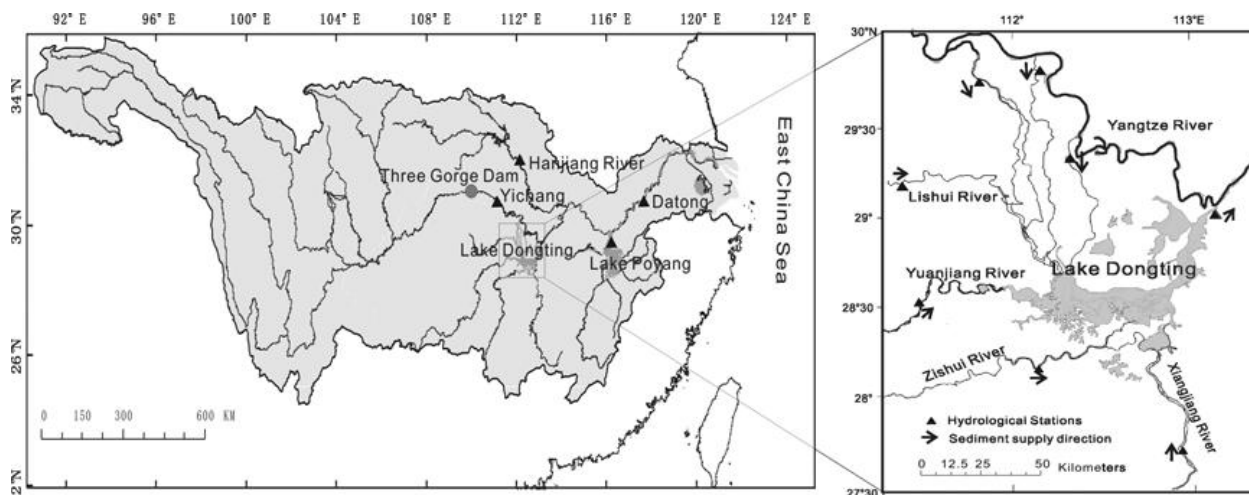 92°E 96°E 100°E 104°E 108°E 112°E 116°E 120°E 124°E
34°N
30°N
26°N
22°N
Hanjiang River
Three Gorge Dam
Yichang
Datong
Lake Dongting
Lake Poyang
East China Sea
0 150 300 600 KM
112° 113°E
30°N
29°30'
29°
28°30'
28°
27°30'
Yangtze River
Lishui River
Lake Dongting
Yuanjiang River
Zishui River
Xiangjiang River
Hydrological Stations
Sediment supply direction
0 12.5 25 50 Kilometers